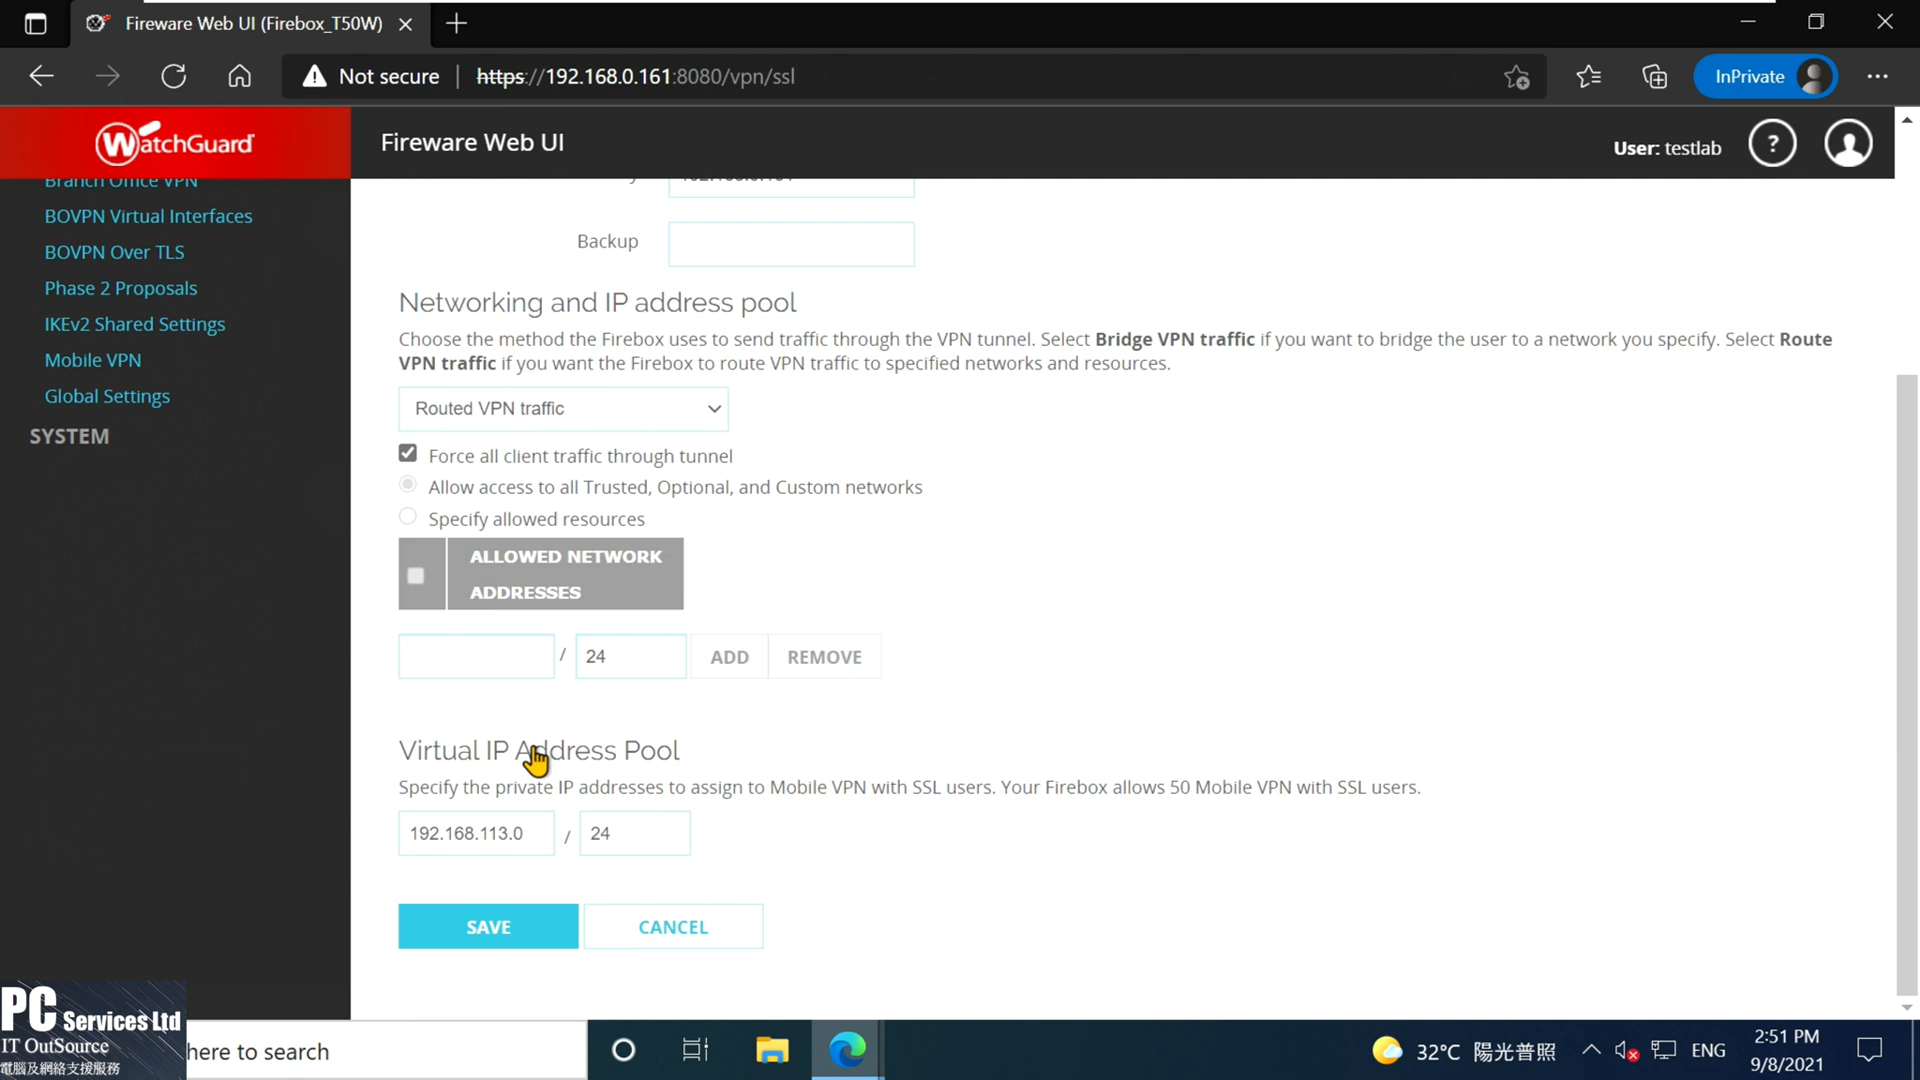 Fireware Web UI (Firebox_T50W)
Not secure
https://192.168.0.161:8080/vpn/ssl
InPrivate
WatchGuard
Fireware Web UI
User: testlab
?
Branch Office VPN
BOVPN Virtual Interfaces
BOVPN Over TLS
Phase 2 Proposals
IKEv2 Shared Settings
Mobile VPN
Global Settings
SYSTEM
Backup
Networking and IP address pool
Choose the method the Firebox uses to send traffic through the VPN tunnel. Select Bridge VPN traffic if you want to bridge the user to a network you specify. Select Route
VPN traffic if you want the Firebox to route VPN traffic to specified networks and resources.
Routed VPN traffic
Force all client traffic through tunnel
Allow access to all Trusted, Optional, and Custom networks
Specify allowed resources
ALLOWED NETWORK
ADDRESSES
/ 24 ADD REMOVE
Virtual IP Address Pool
Specify the private IP addresses to assign to Mobile VPN with SSL users. Your Firebox allows 50 Mobile VPN with SSL users.
192.168.113.0 / 24
SAVE CANCEL
PC Services Ltd
IT OutSource
電腦及網絡支援服務
here to search
32°C 陽光普照
ENG
2:51 PM
9/8/2021